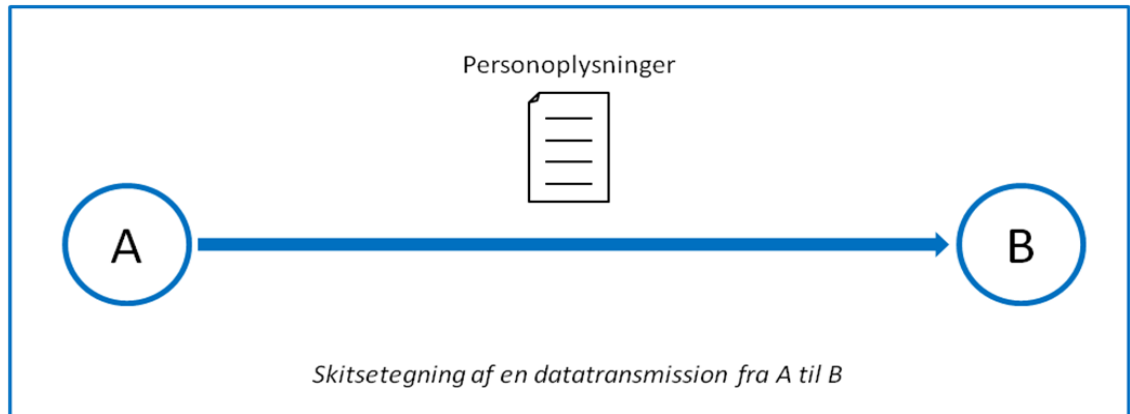 Personoplysninger
A
B
Skitsetegning af en datatransmission fra A til B